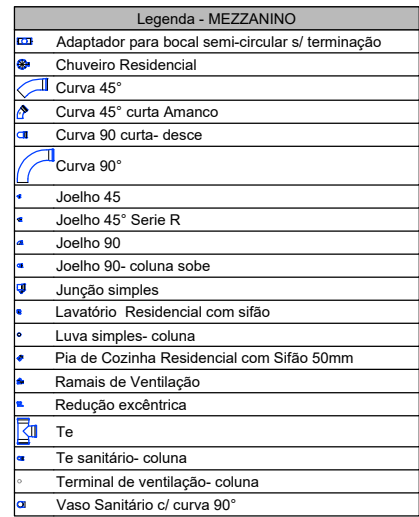 Legenda - MEZZANINO
Adaptador para bocal semi-circular s/ terminação
Chuveiro Residencial
Curva 45°
Curva 45° curta Amanco
Curva 90 curta- desce
Curva 90°
Joelho 45
Joelho 45° Serie R
Joelho 90
Joelho 90- coluna sobe
Junção simples
Lavatório Residencial com sifão
Luva simples- coluna
Pia de Cozinha Residencial com Sifão 50mm
Ramais de Ventilação
Redução excêntrica
Te
Te sanitário- coluna
Terminal de ventilação- coluna
Vaso Sanitário c/ curva 90°